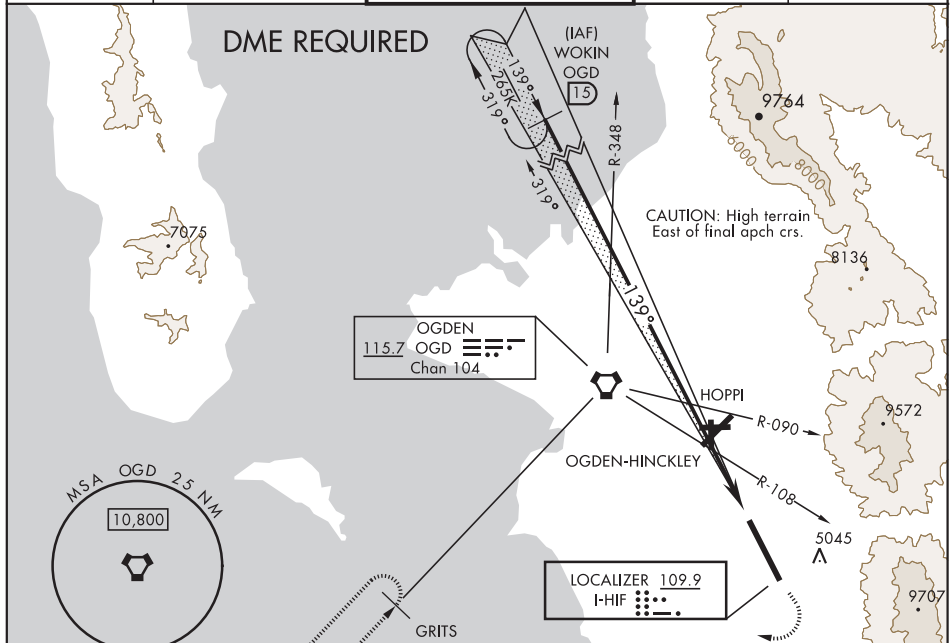 DME REQUIRED
(IAF)
WOKIN
OGD
15
139°
265K
319°
319°
R-348
9764
6000
8000
CAUTION: High terrain
East of final apch crs.
7075
8136
139°
OGDEN
115.7 OGD
Chan 104
HOPPI
R-090
9572
OGDEN-HINCKLEY
MSA OGD 25 NM
10,800
R-108
5045
LOCALIZER 109.9
I-HIF
9707
GRITS